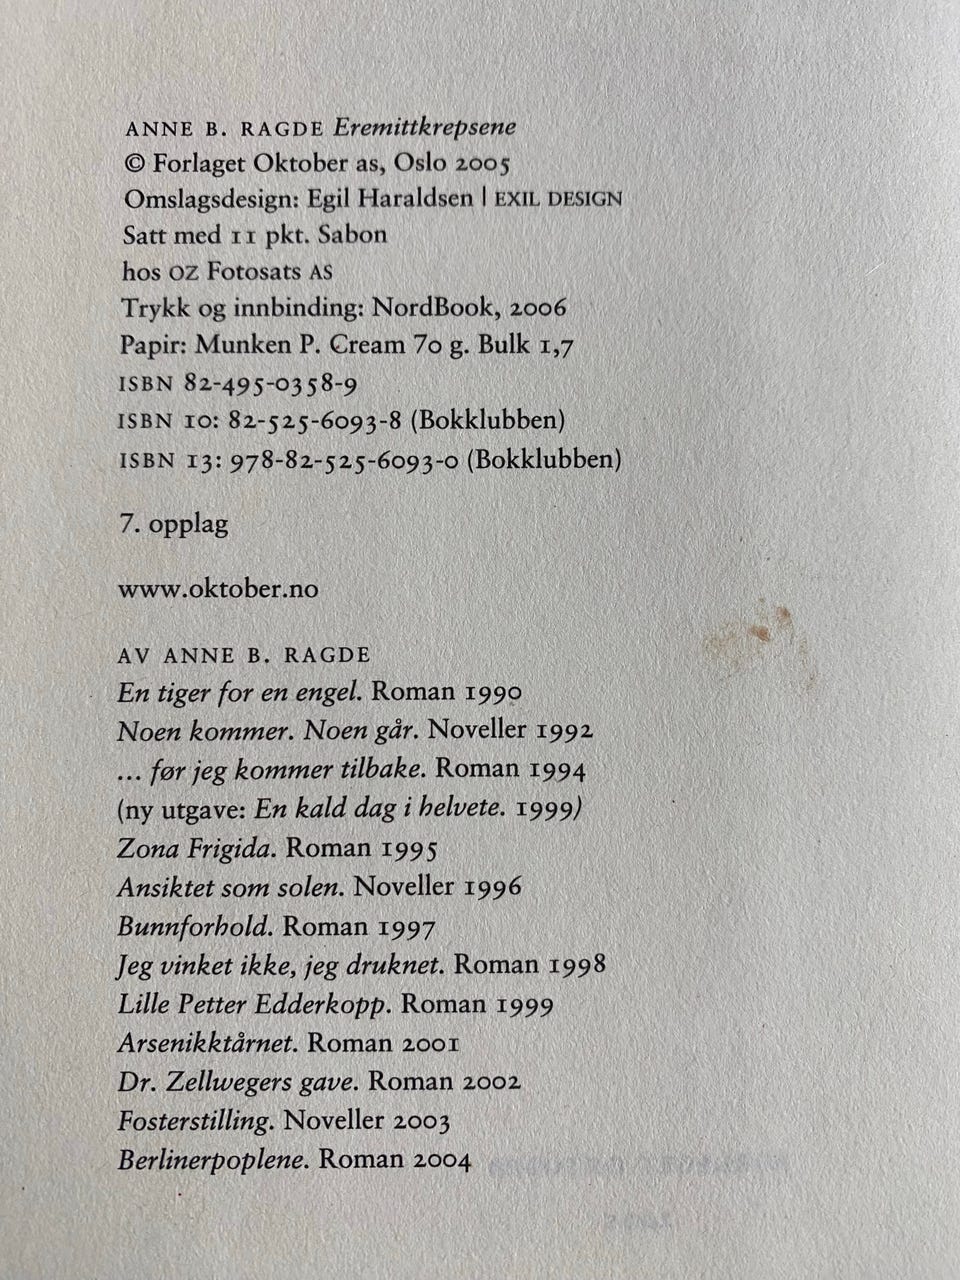 ANNE B. RAGDE Eremittkrepsene
© Forlaget Oktober as, Oslo 2005
Omslagsdesign: Egil Haraldsen | EXIL DESIGN
Satt med 11 pkt. Sabon
hos OZ Fotosats AS
Trykk og innbinding: NordBook, 2006
Papir: Munken P. Cream 70 g. Bulk 1,7
ISBN 82-495-0358-9
ISBN 10: 82-525-6093-8 (Bokklubben)
ISBN 13: 978-82-525-6093-0 (Bokklubben)
7. opplag
www.oktober.no
AV ANNE B. RAGDE
En tiger for en engel. Roman 1990
Noen kommer. Noen går. Noveller 1992
... før jeg kommer tilbake. Roman 1994
(ny utgave: En kald dag i helvete. 1999)
Zona Frigida. Roman 1995
Ansiktet som solen. Noveller 1996
Bunnforhold. Roman 1997
Jeg vinket ikke, jeg druknet. Roman 1998
Lille Petter Edderkopp. Roman 1999
Arsenikktårnet. Roman 2001
Dr. Zellwegers gave. Roman 2002
Fosterstilling. Noveller 2003
Berlinerpoplene. Roman 2004